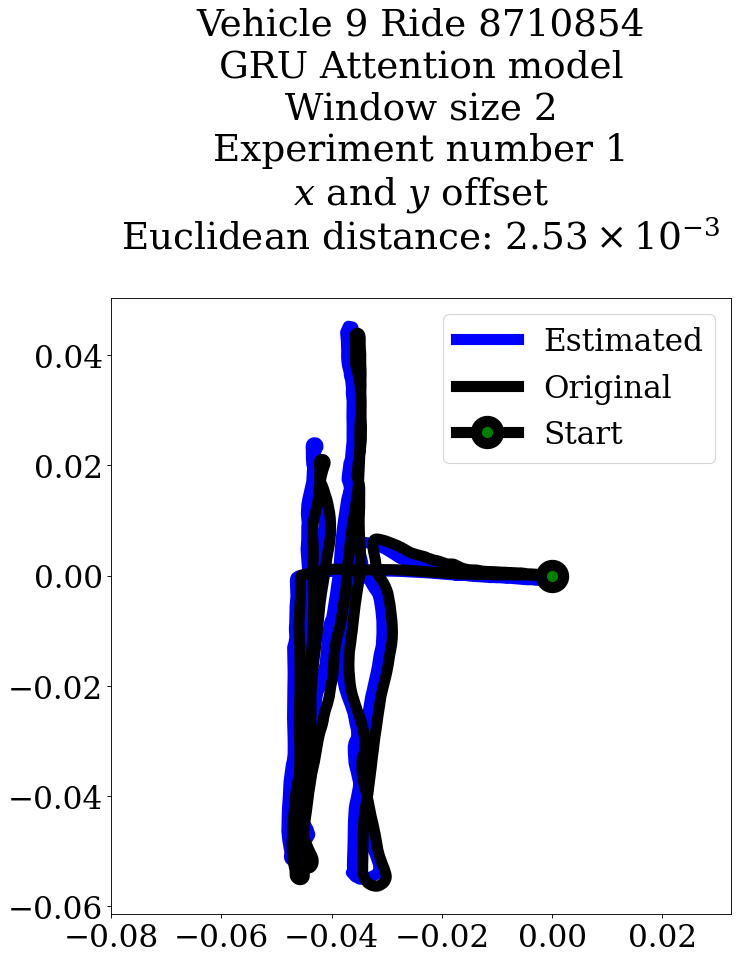 Vehicle 9 Ride 8710854
GRU Attention model
Window size 2
Experiment number 1
x and y offset
Euclidean distance: 2.53 × 10⁻³
Estimated
Original
Start
0.04
0.02
0.00
−0.02
−0.04
−0.06
−0.08 −0.06 −0.04 −0.02 0.00 0.02